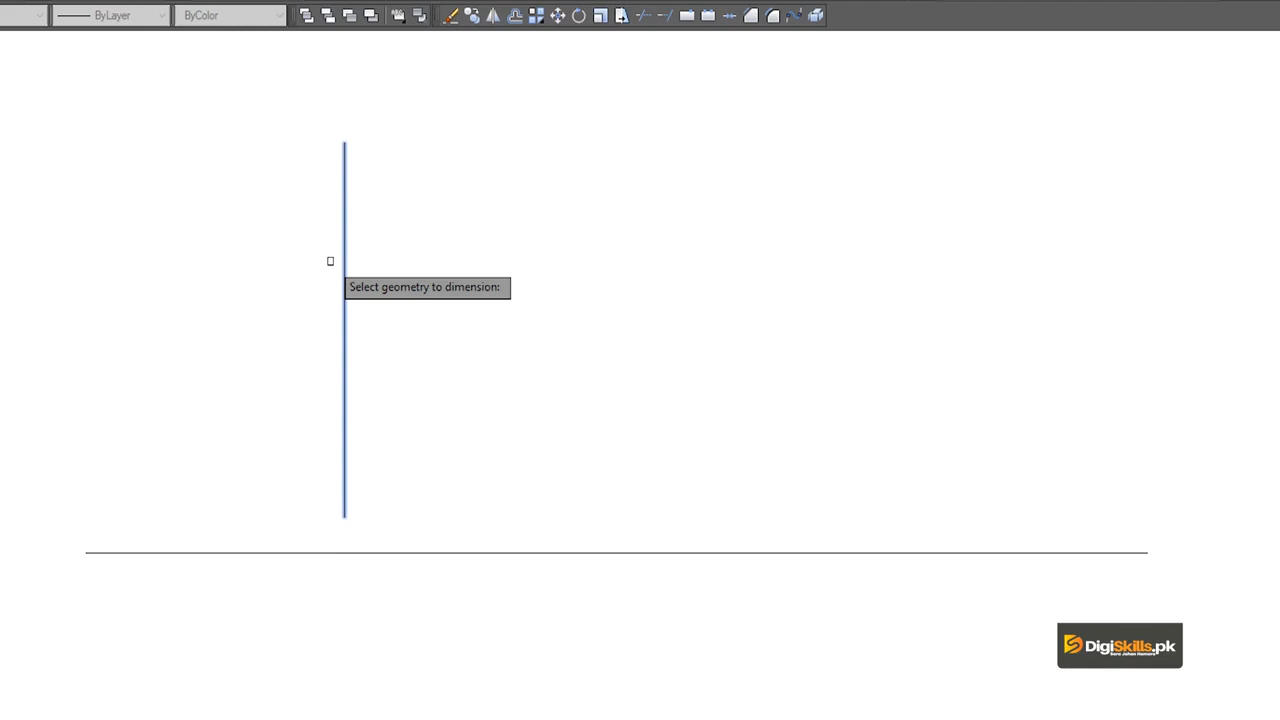 ByLayer
ByColor
Select geometry to dimension:
DigiSkills.pk